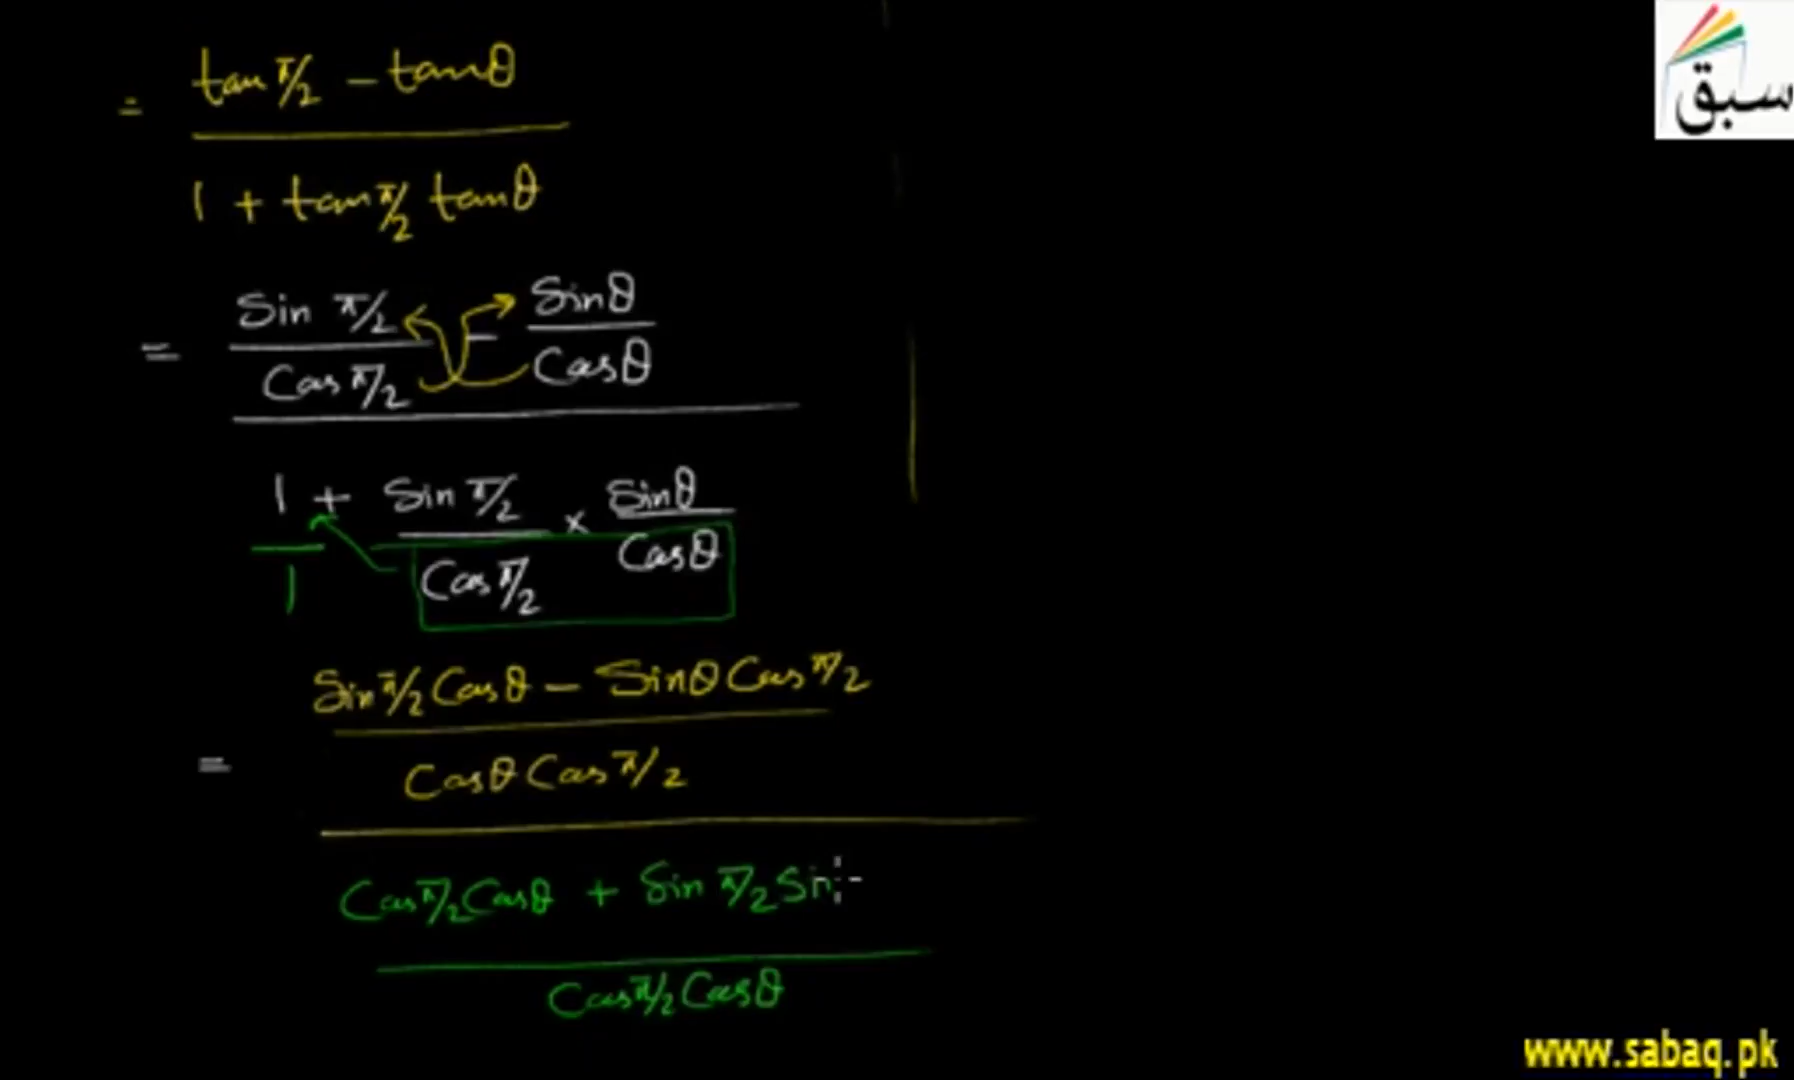 سبق
= tan π/2 - tanθ
1 + tan π/2 tanθ
= Sin π/2 - Sinθ
Cos π/2 Cosθ
1 + Sin π/2 × Sinθ
1 Cos π/2 Cosθ
Sin π/2 Cosθ - Sinθ Cos π/2
=
Cosθ Cos π/2
Cos π/2 Cosθ + Sin π/2 Sin
Cos π/2 Cosθ
www.sabaq.pk